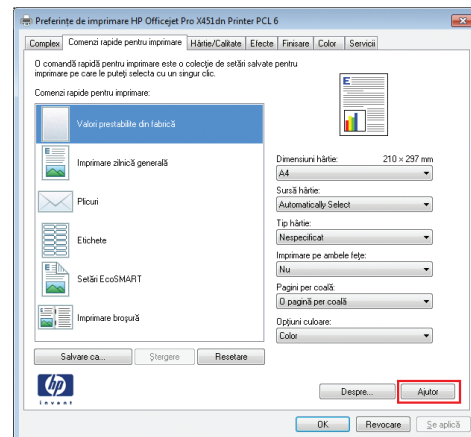 Preferințe de imprimare HP Officejet Pro X451dn Printer PCL 6
Complex
Comenzi rapide pentru imprimare
Hârtie/Calitate
Efecte
Finisare
Color
Servicii
O comandă rapidă pentru imprimare este o colecție de setări salvate pentru
imprimare pe care le puteți selecta cu un singur clic.
Comenzi rapide pentru imprimare:
Valori prestabilite din fabrică
Imprimare zilnică generală
Plicuri
Etichete
Setări EcoSMART
Imprimare broșură
Salvare ca...
Ștergere
Resetare
Dimensiuni hârtie: 210 × 297 mm
A4
Sursă hârtie:
Automatically Select
Tip hârtie:
Nespecificat
Imprimare pe ambele fețe:
Nu
Pagini per coală:
O pagină per coală
Opțiuni culoare:
Color
hp
invent
Despre...
Ajutor
OK
Revocare
Se aplică